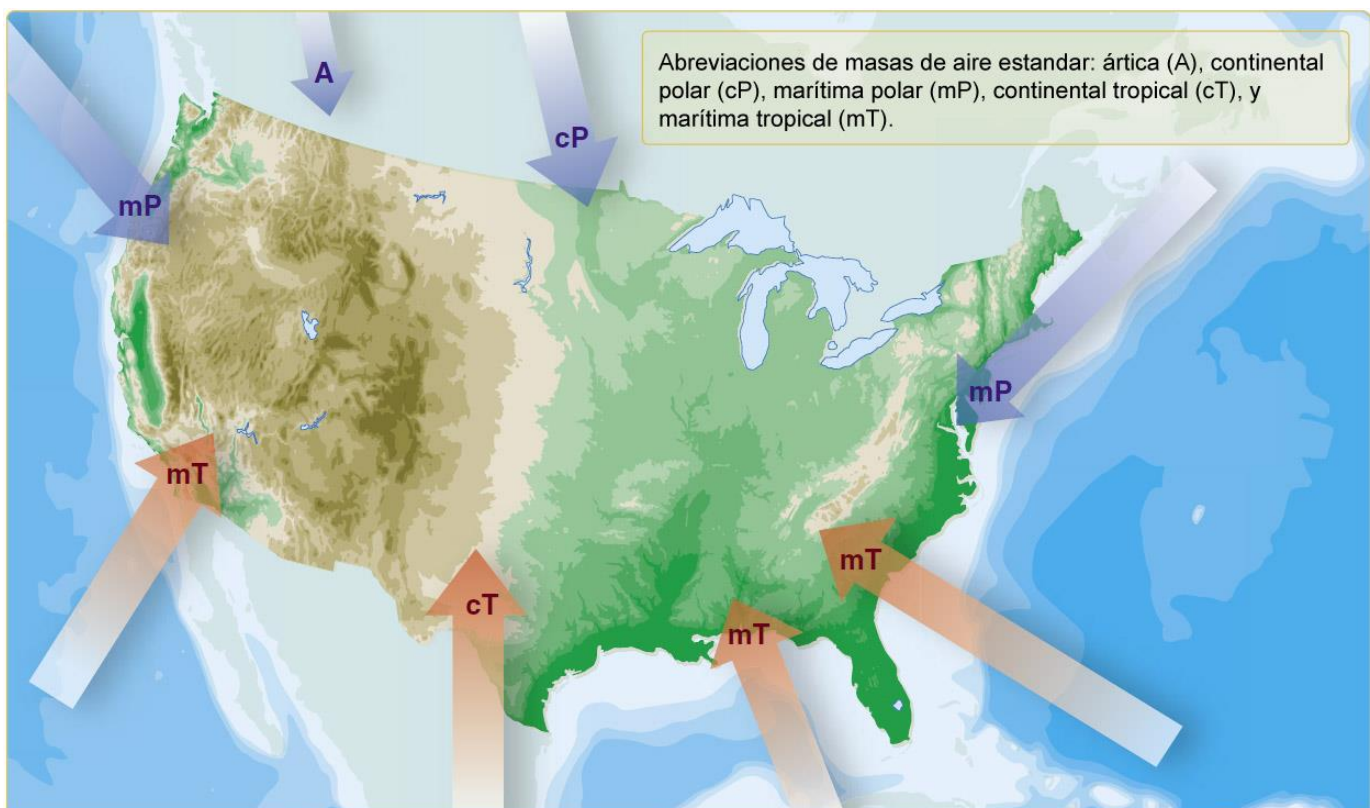 A
cP
Abreviaciones de masas de aire estandar: ártica (A), continental
polar (cP), marítima polar (mP), continental tropical (cT), y
marítima tropical (mT).
mP
mP
mT
cT
mT
mT